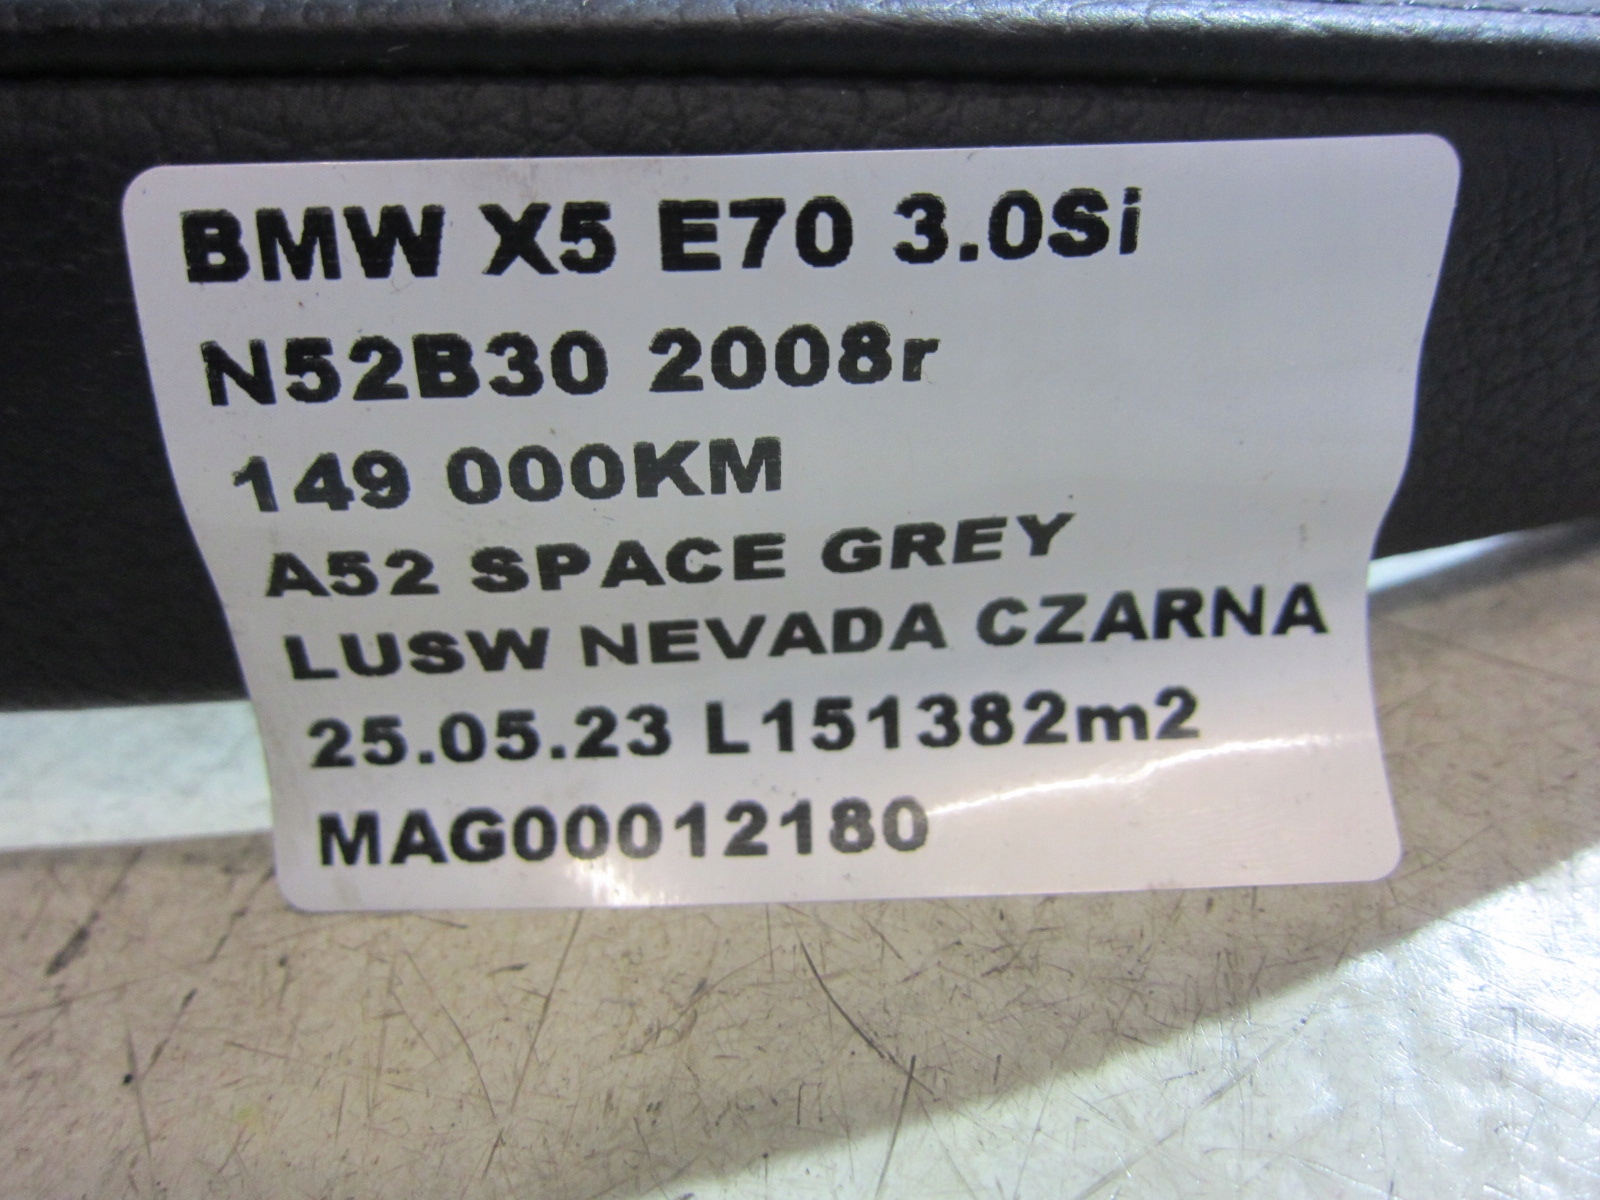 BMW X5 E70 3.0Si
N52B30 2008r
149 000KM
A52 SPACE GREY
LUSW NEVADA CZARNA
25.05.23 L151382m2
MAG00012180